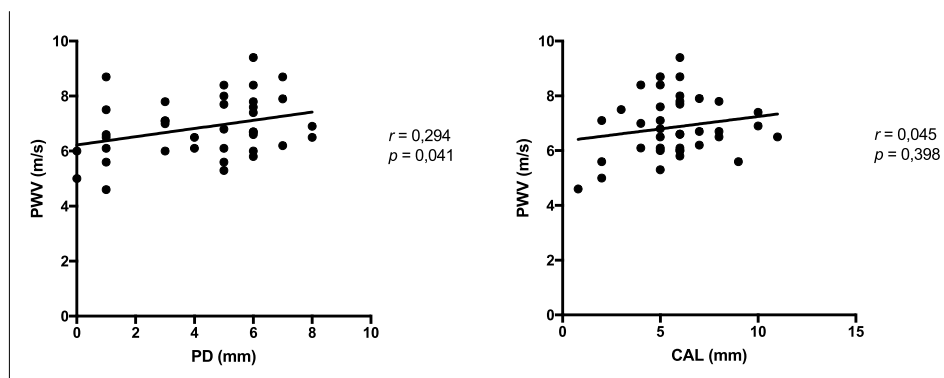 10
8
6
4
2
0
0 2 4 6 8 10
PWV (m/s)
PD (mm)
r = 0,294
p = 0,041
10
8
6
4
2
0
0 5 10 15
PWV (m/s)
CAL (mm)
r = 0,045
p = 0,398